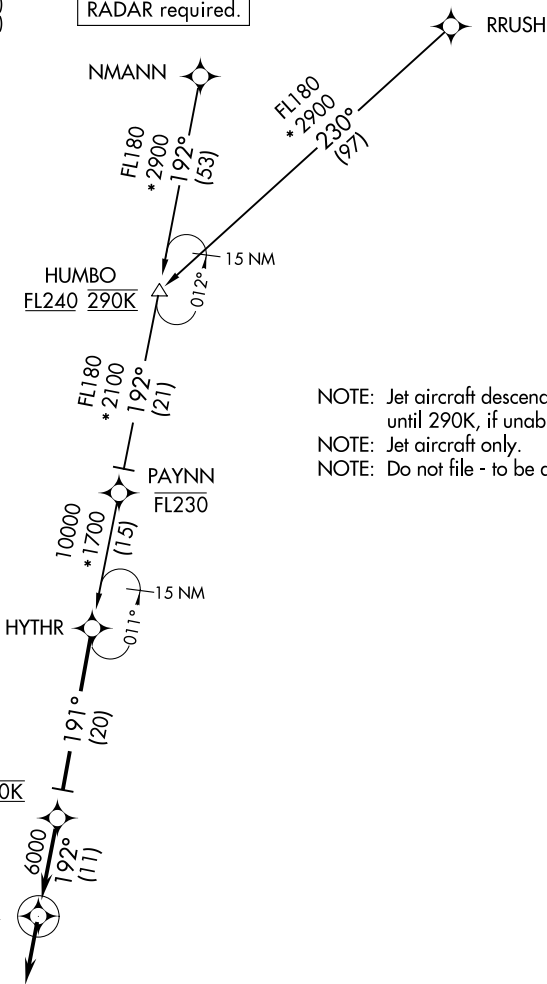 RADAR required.
RRUSH
NMANN
FL180
*2900
230°
(97)
FL180
*2900
192°
(53)
15 NM
012°
HUMBO
FL240 290K
FL180
*2100
192°
(21)
NOTE: Jet aircraft descend
until 290K, if unab
NOTE: Jet aircraft only.
NOTE: Do not file - to be a
PAYNN
FL230
10000
*1700
(15)
15 NM
011°
HYTHR
191°
(20)
0K
6000
192°
(11)